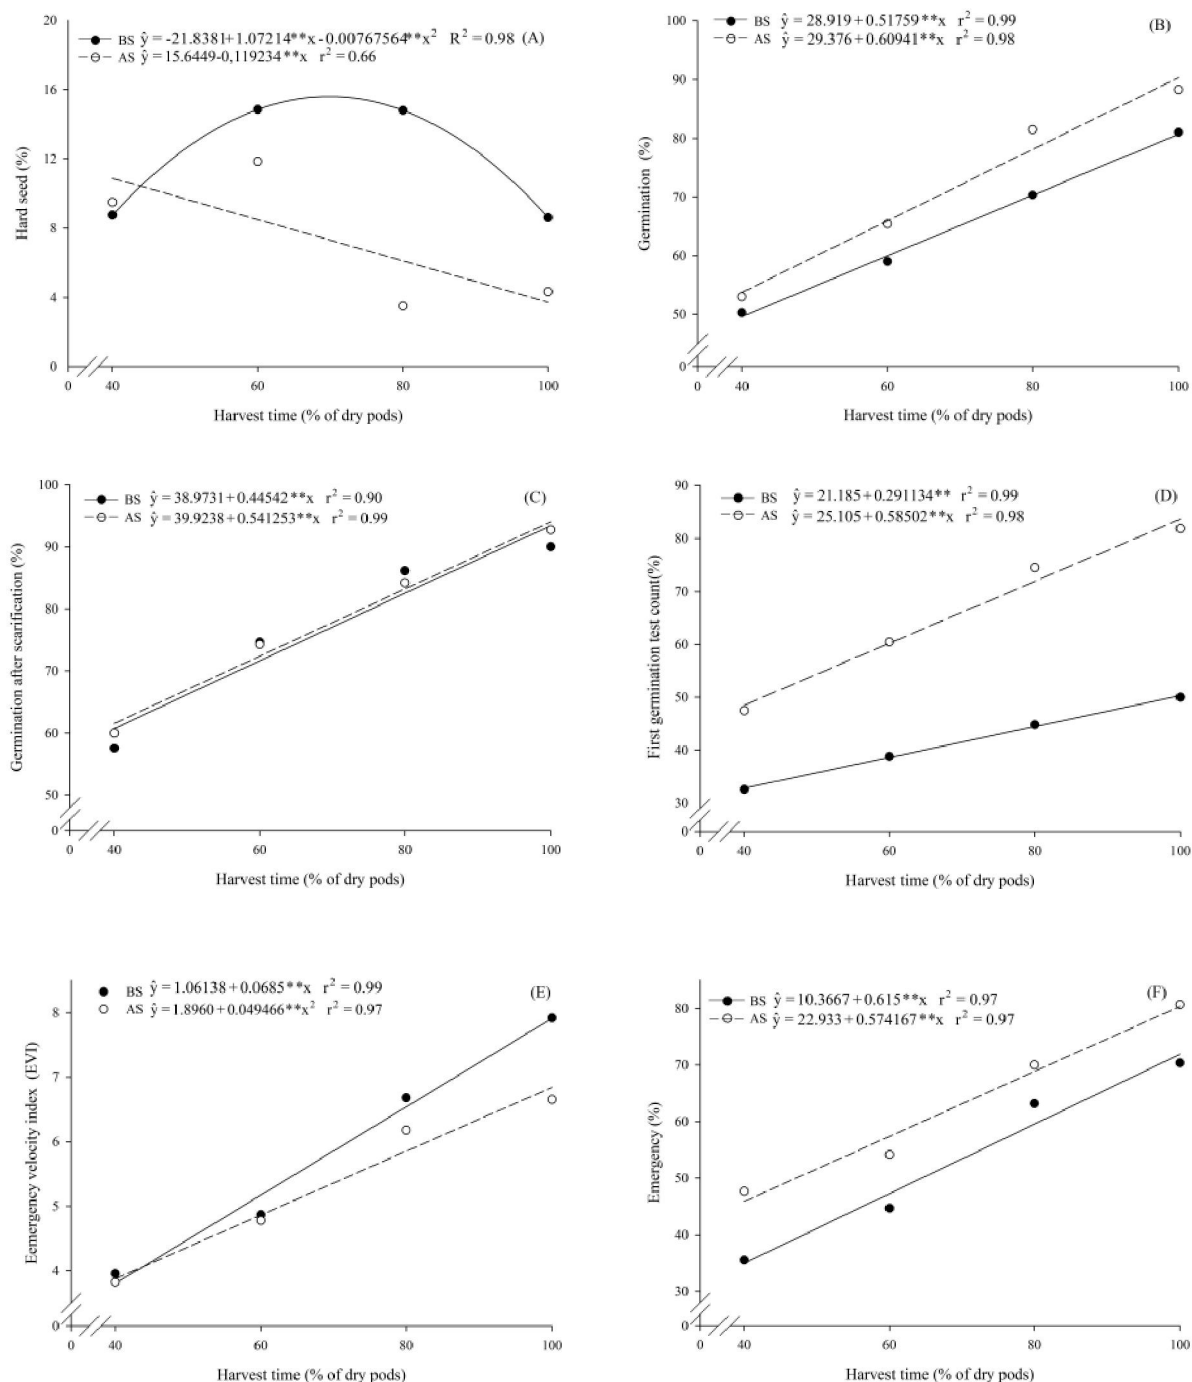 BS ŷ = -21.8381+1.07214**x-0.00767564**x² R² = 0.98 (A)
AS ŷ = 15.6449-0,119234**x r² = 0.66
20
16
12
8
4
0
Hard seed (%)
0 40 60 80 100
Harvest time (% of dry pods)
BS ŷ = 28.919+0.51759**x r² = 0.99 (B)
AS ŷ = 29.376+0.60941**x r² = 0.98
100
90
80
70
60
50
0
Germination (%)
0 40 60 80 100
Harvest time (% of dry pods)
BS ŷ = 38.9731+0.44542**x r² = 0.90 (C)
AS ŷ = 39.9238+0.541253**x r² = 0.99
100
90
80
70
60
50
0
Germination after scarification (%)
0 40 60 80 100
Harvest time (% of dry pods)
BS ŷ = 21.185+0.291134** r² = 0.99 (D)
AS ŷ = 25.105+0.58502**x r² = 0.98
90
80
70
60
50
40
30
0
First germination test count(%)
0 40 60 80 100
Harvest time (% of dry pods)
BS ŷ = 1.06138+0.0685**x r² = 0.99 (E)
AS ŷ = 1.8960+0.049466**x² r² = 0.97
8
7
6
5
4
0
Eemergency velocity index (EVI)
0 40 60 80 100
Harvest time (% of dry pods)
BS ŷ = 10.3667+0.615**x r² = 0.97 (F)
AS ŷ = 22.933+0.574167**x r² = 0.97
80
70
60
50
40
30
0
Emergency (%)
0 40 60 80 100
Harvest time (% of dry pods)